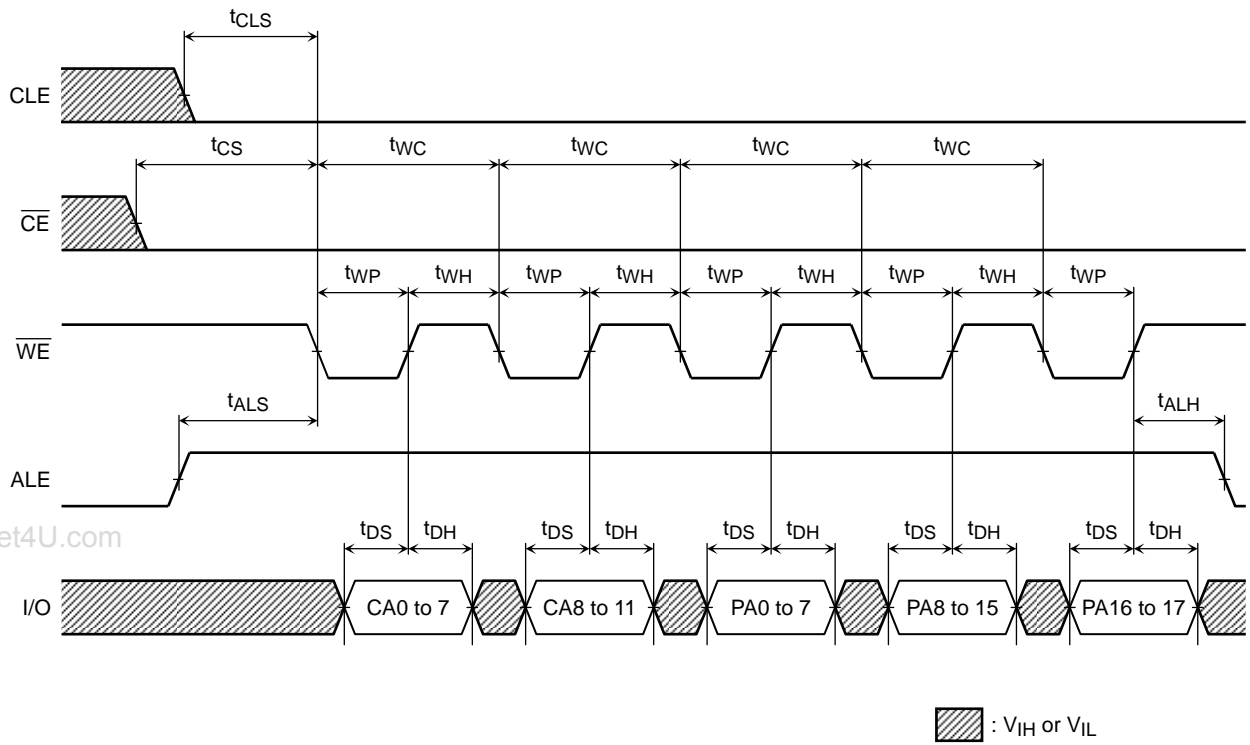 tCLS
CLE
tCS tWC tWC tWC tWC
CE
tWP tWH tWP tWH tWP tWH tWP tWH tWP
WE
tALS tALH
ALE
et4U.com
tDS tDH tDS tDH tDS tDH tDS tDH tDS tDH
I/O CA0 to 7 CA8 to 11 PA0 to 7 PA8 to 15 PA16 to 17
: VIH or VIL